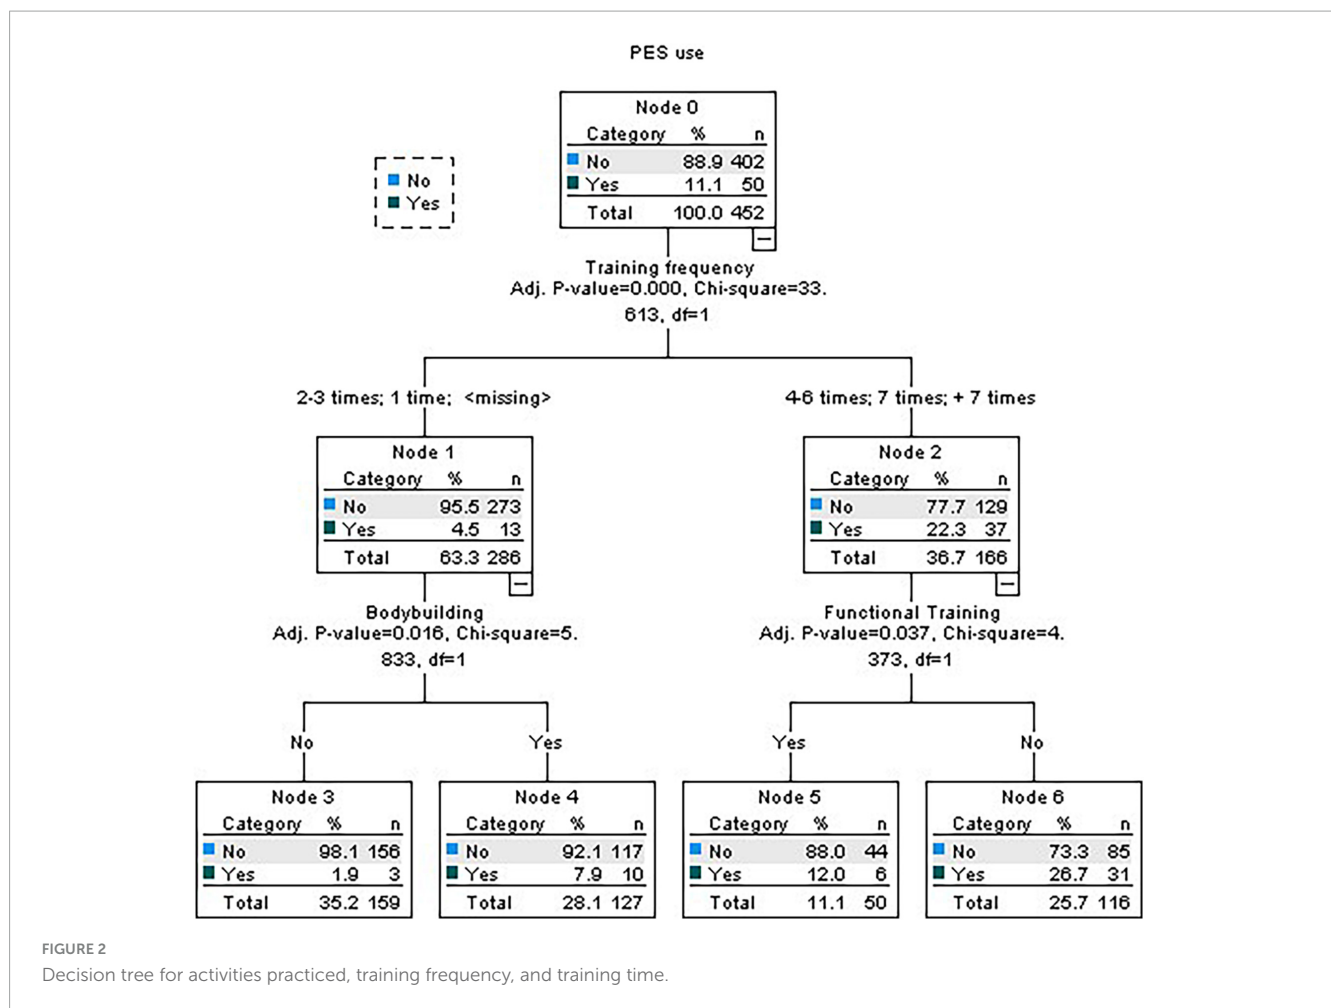 PES use
Node 0
Category % n
No 88.9 402
Yes 11.1 50
Total 100.0 452
No
Yes
Training frequency
Adj. P-value=0.000, Chi-square=33.
613, df=1
2-3 times; 1 time; <missing>
4-6 times; 7 times; + 7 times
Node 1
Category % n
No 95.5 273
Yes 4.5 13
Total 63.3 286
Node 2
Category % n
No 77.7 129
Yes 22.3 37
Total 36.7 166
Bodybuilding
Adj. P-value=0.016, Chi-square=5.
833, df=1
Functional Training
Adj. P-value=0.037, Chi-square=4.
373, df=1
No
Yes
Yes
No
Node 3
Category % n
No 98.1 156
Yes 1.9 3
Total 35.2 159
Node 4
Category % n
No 92.1 117
Yes 7.9 10
Total 28.1 127
Node 5
Category % n
No 88.0 44
Yes 12.0 6
Total 11.1 50
Node 6
Category % n
No 73.3 85
Yes 26.7 31
Total 25.7 116
FIGURE 2
Decision tree for activities practiced, training frequency, and training time.